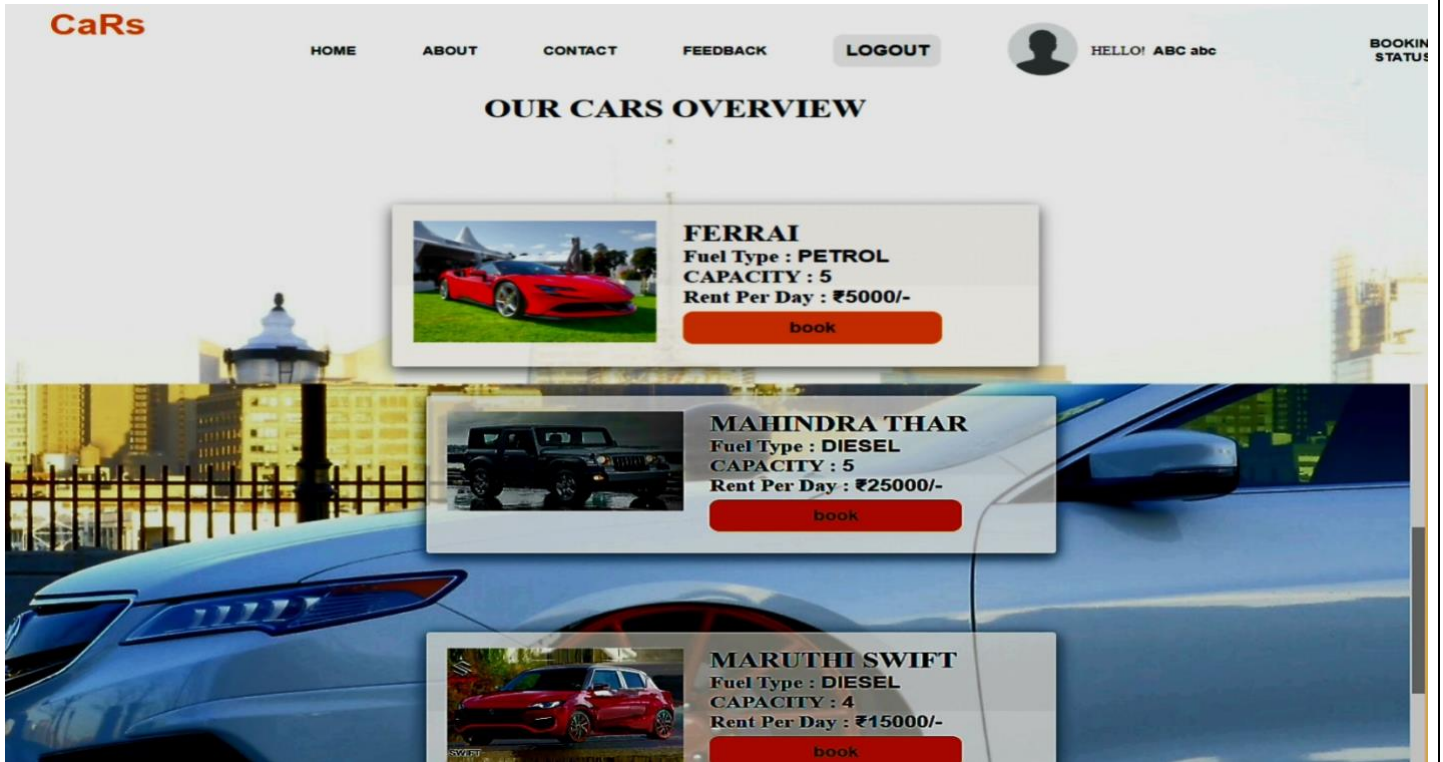 CaRs
HOME ABOUT CONTACT FEEDBACK LOGOUT HELLO! ABC abc BOOKIN
STATUS
OUR CARS OVERVIEW
FERRAI
Fuel Type : PETROL
CAPACITY : 5
Rent Per Day : ₹5000/-
book
MAHINDRA THAR
Fuel Type : DIESEL
CAPACITY : 5
Rent Per Day : ₹25000/-
book
MARUTHI SWIFT
Fuel Type : DIESEL
CAPACITY : 4
Rent Per Day : ₹15000/-
SWIFT
book